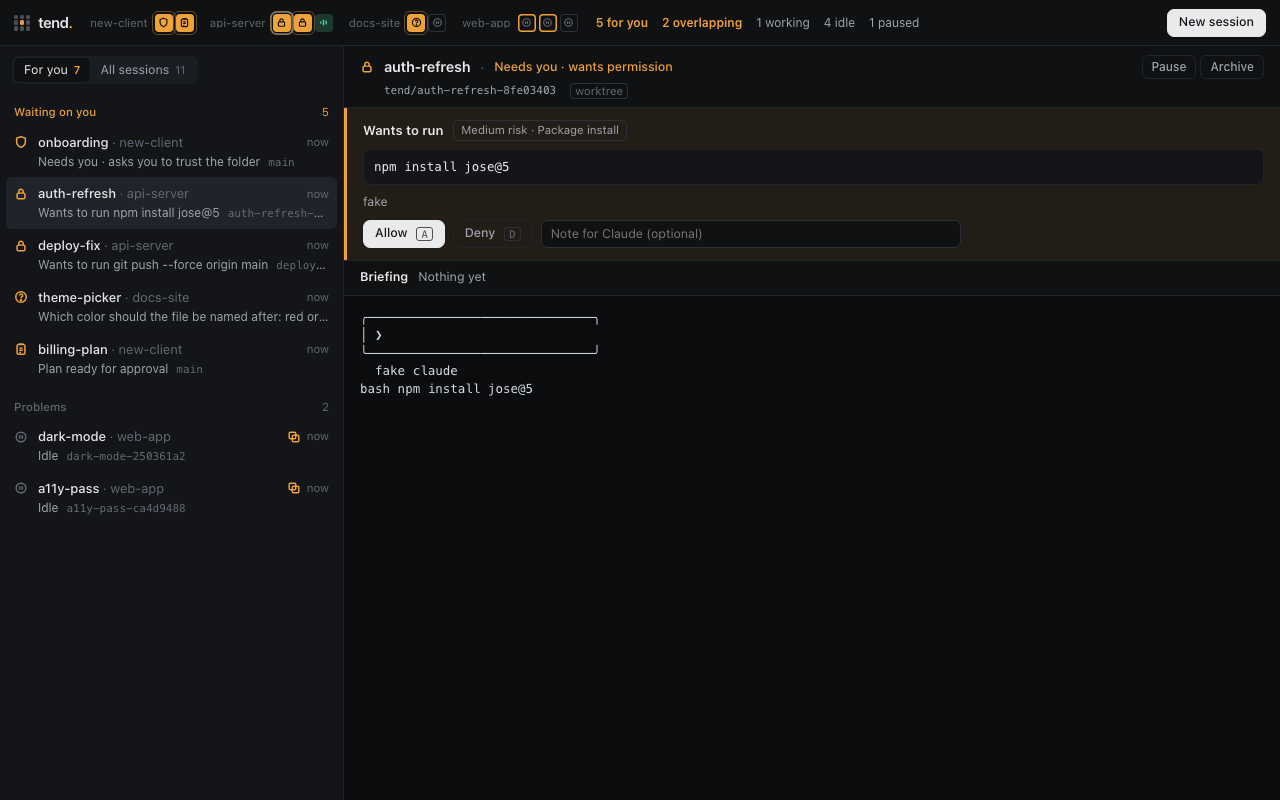 tend. new-client api-server docs-site web-app 5 for you 2 overlapping 1 working 4 idle 1 paused New session
For you 7 All sessions 11
Waiting on you 5
onboarding · new-client now
Needs you · asks you to trust the folder main
auth-refresh · api-server now
Wants to run npm install jose@5 auth-refresh-…
deploy-fix · api-server now
Wants to run git push --force origin main deploy…
theme-picker · docs-site now
Which color should the file be named after: red or…
billing-plan · new-client now
Plan ready for approval main
Problems 2
dark-mode · web-app now
Idle dark-mode-250361a2
a11y-pass · web-app now
Idle a11y-pass-ca4d9488
auth-refresh · Needs you · wants permission Pause Archive
tend/auth-refresh-8fe03403 worktree
Wants to run Medium risk · Package install
npm install jose@5
fake
Allow A Deny D Note for Claude (optional)
Briefing Nothing yet
❯
fake claude
bash npm install jose@5